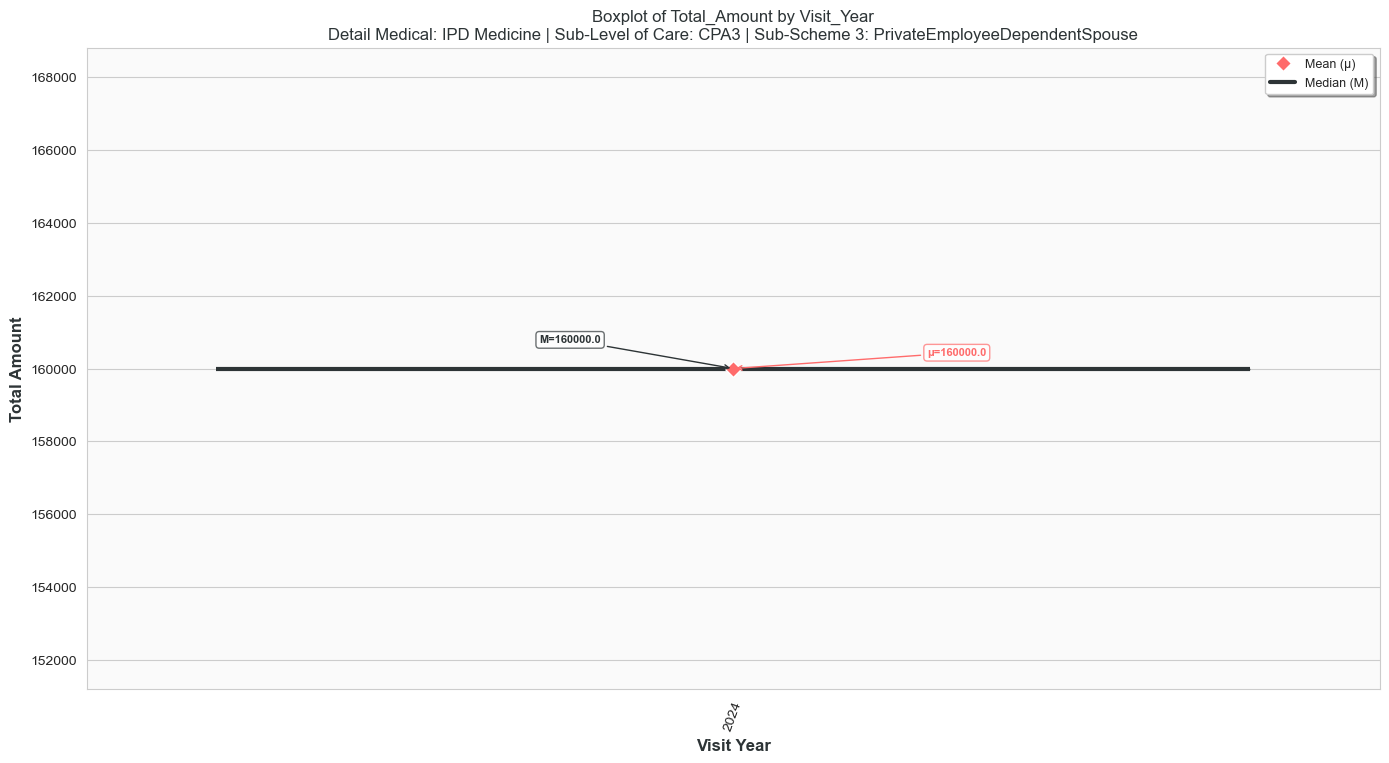 Boxplot of Total_Amount by Visit_Year
Detail Medical: IPD Medicine | Sub-Level of Care: CPA3 | Sub-Scheme 3: PrivateEmployeeDependentSpouse
Mean (μ)
Median (M)
168000
166000
164000
162000
160000
158000
156000
154000
152000
Total Amount
M=160000.0
μ=160000.0
2024
Visit Year